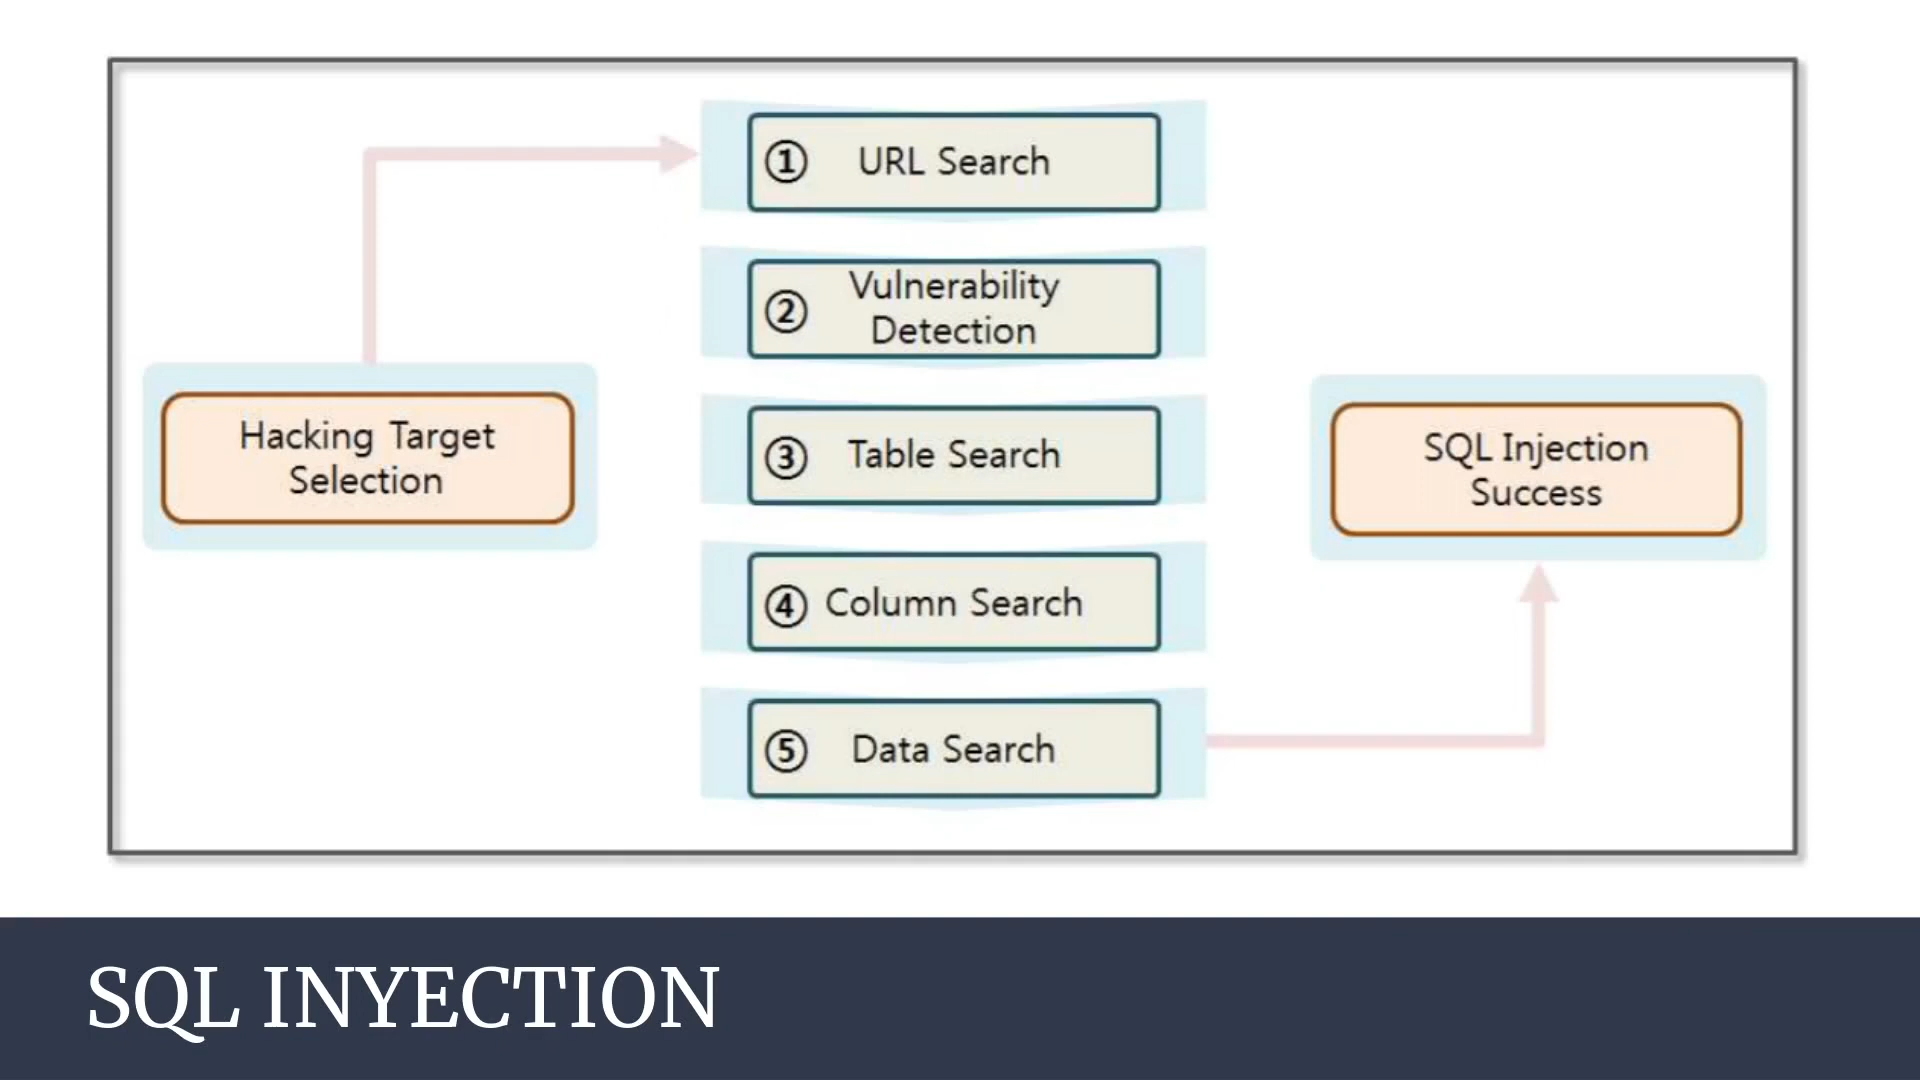 Hacking Target
Selection
① URL Search
② Vulnerability
Detection
③ Table Search
④ Column Search
⑤ Data Search
SQL Injection
Success
SQL INYECTION